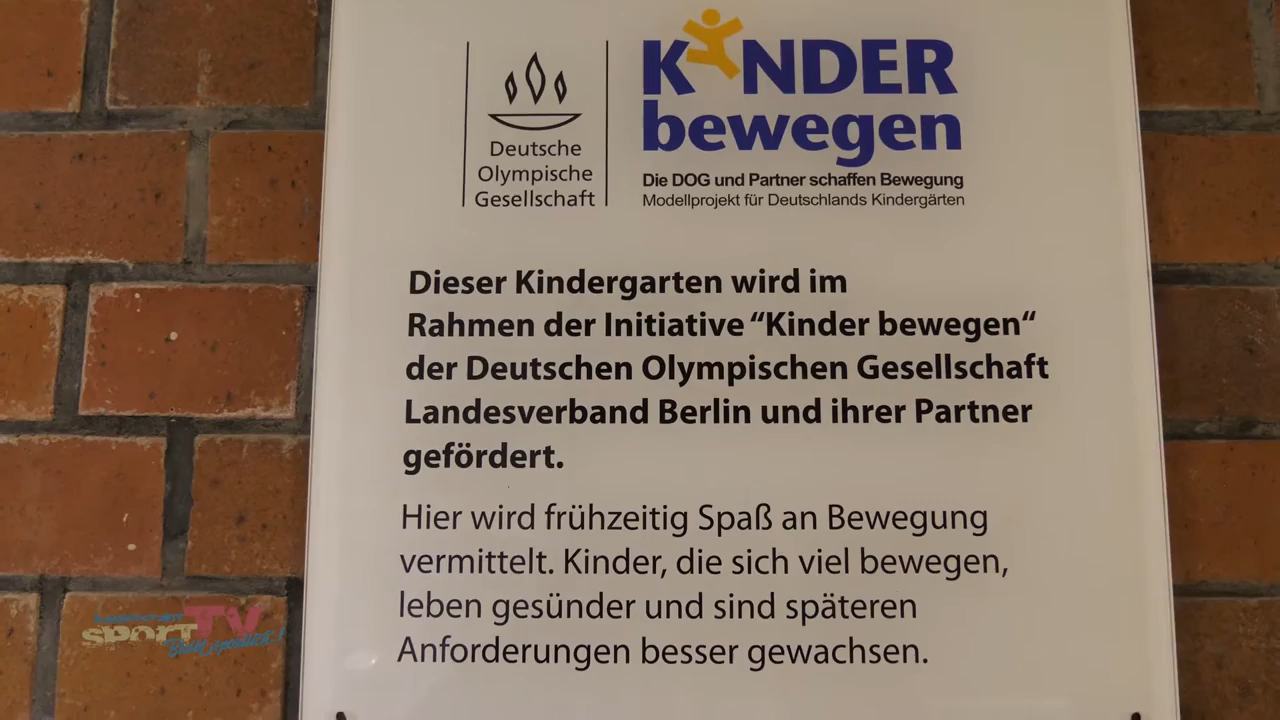 Deutsche
Olympische
Gesellschaft
KINDER
bewegen
Die DOG und Partner schaffen Bewegung
Modellprojekt für Deutschlands Kindergärten
Dieser Kindergarten wird im
Rahmen der Initiative “Kinder bewegen“
der Deutschen Olympischen Gesellschaft
Landesverband Berlin und ihrer Partner
gefördert.
Hier wird frühzeitig Spaß an Bewegung
vermittelt. Kinder, die sich viel bewegen,
leben gesünder und sind späteren
Anforderungen besser gewachsen.
sport TV